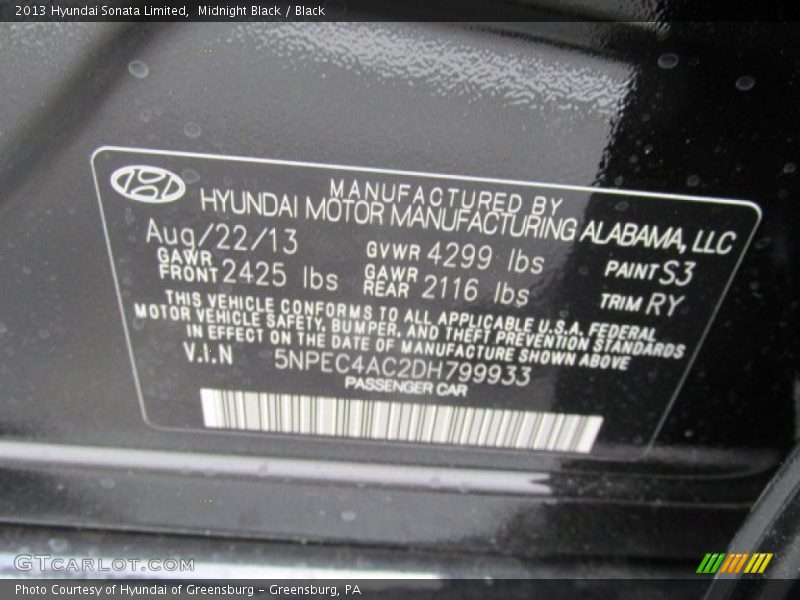 2013 Hyundai Sonata Limited, Midnight Black / Black
MANUFACTURED BY
HYUNDAI MOTOR MANUFACTURING ALABAMA, LLC
Aug/22/13 GVWR 4299 lbs PAINT S3
GAWR FRONT 2425 lbs GAWR REAR 2116 lbs TRIM RY
THIS VEHICLE CONFORMS TO ALL APPLICABLE U.S.A. FEDERAL
MOTOR VEHICLE SAFETY, BUMPER, AND THEFT PREVENTION STANDARDS
IN EFFECT ON THE DATE OF MANUFACTURE SHOWN ABOVE
V.I.N 5NPEC4AC2DH799933
PASSENGER CAR
GTCARLOT.COM
Photo Courtesy of Hyundai of Greensburg - Greensburg, PA